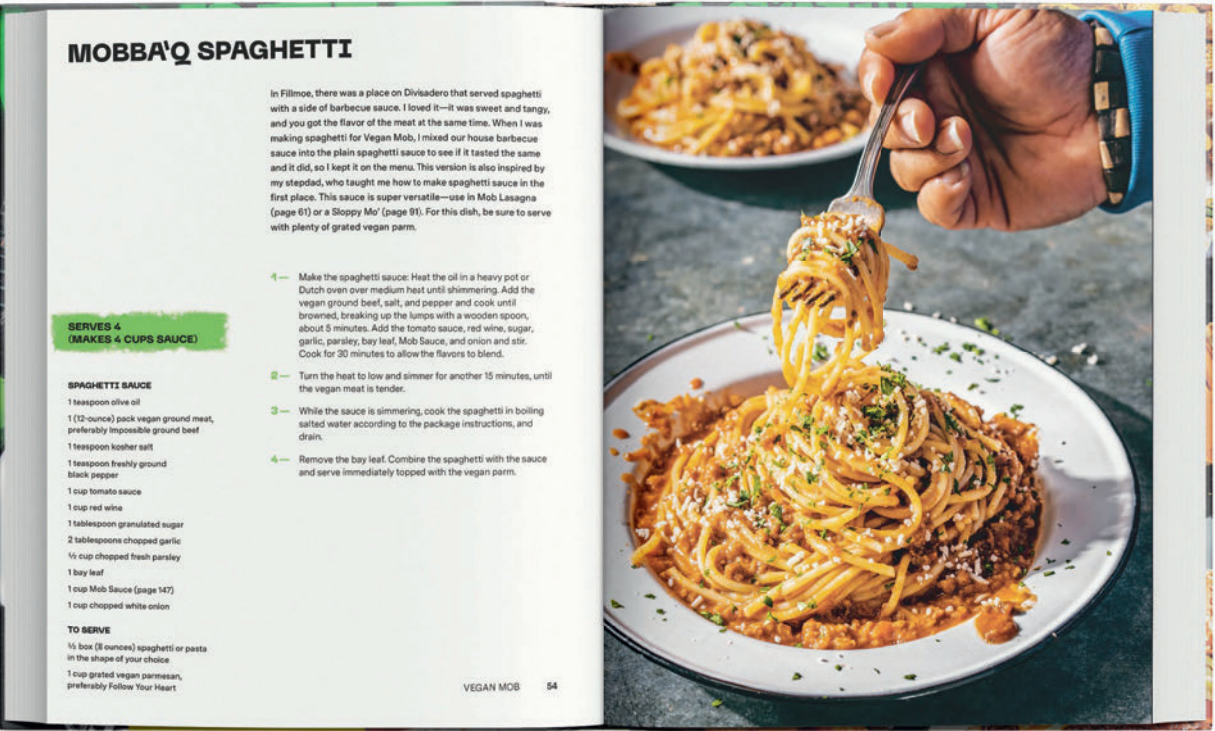 MOBBA'Q SPAGHETTI
In Fillmoe, there was a place on Divisadero that served spaghetti
with a side of barbecue sauce. I loved it—it was sweet and tangy,
and you got the flavor of the meat at the same time. When I was
making spaghetti for Vegan Mob, I mixed our house barbecue
sauce into the plain spaghetti sauce to see if it tasted the same
and it did, so I kept it on the menu. This version is also inspired by
my stepdad, who taught me how to make spaghetti sauce in the
first place. This sauce is super versatile—use in Mob Lasagna
(page 61) or a Sloppy Mo' (page 91). For this dish, be sure to serve
with plenty of grated vegan parm.
SERVES 4
(MAKES 4 CUPS SAUCE)
SPAGHETTI SAUCE
1 teaspoon olive oil
1 (12-ounce) pack vegan ground meat,
preferably Impossible ground beef
1 teaspoon kosher salt
1 teaspoon freshly ground
black pepper
1 cup tomato sauce
1 cup red wine
1 tablespoon granulated sugar
2 tablespoons chopped garlic
½ cup chopped fresh parsley
1 bay leaf
1 cup Mob Sauce (page 147)
1 cup chopped white onion
TO SERVE
½ box (8 ounces) spaghetti or pasta
in the shape of your choice
1 cup grated vegan parmesan,
preferably Follow Your Heart
1— Make the spaghetti sauce: Heat the oil in a heavy pot or
Dutch oven over medium heat until shimmering. Add the
vegan ground beef, salt, and pepper and cook until
browned, breaking up the lumps with a wooden spoon,
about 5 minutes. Add the tomato sauce, red wine, sugar,
garlic, parsley, bay leaf, Mob Sauce, and onion and stir.
Cook for 30 minutes to allow the flavors to blend.
2— Turn the heat to low and simmer for another 15 minutes, until
the vegan meat is tender.
3— While the sauce is simmering, cook the spaghetti in boiling
salted water according to the package instructions, and
drain.
4— Remove the bay leaf. Combine the spaghetti with the sauce
and serve immediately topped with the vegan parm.
VEGAN MOB 54